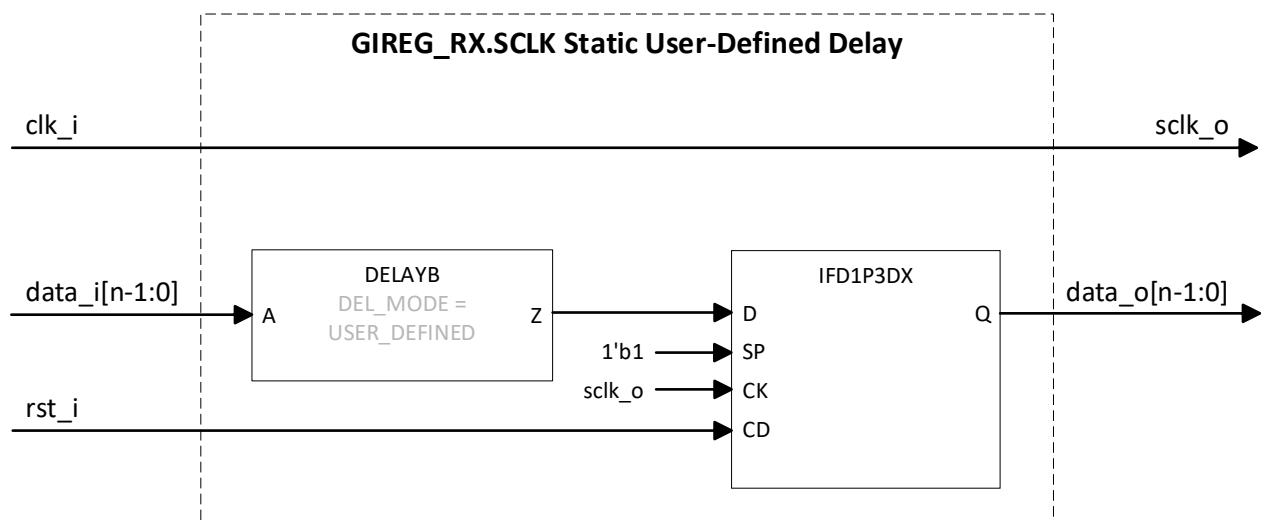 GIREG_RX.SCLK Static User-Defined Delay
clk_i
sclk_o
DELAYB
DEL_MODE =
USER_DEFINED
data_i[n-1:0]
A
Z
IFD1P3DX
D
Q
data_o[n-1:0]
1'b1
SP
sclk_o
CK
rst_i
CD